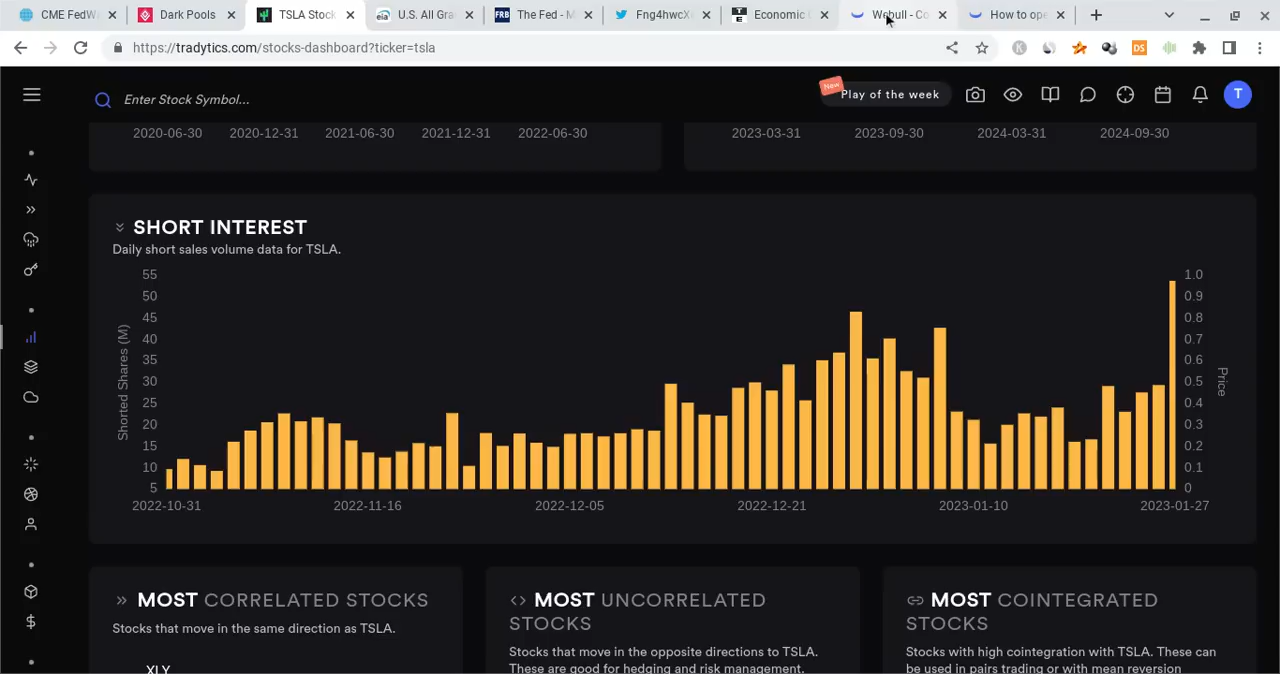 CME FedW
Dark Pools
TSLA Stock
U.S. All Gra
The Fed - M
Fng4hwcX
Economic
Webull - Co
How to ope
https://tradytics.com/stocks-dashboard?ticker=tsla
Enter Stock Symbol...
New
Play of the week
T
2020-06-30 2020-12-31 2021-06-30 2021-12-31 2022-06-30
2023-03-31 2023-09-30 2024-03-31 2024-09-30
SHORT INTEREST
Daily short sales volume data for TSLA.
Shorted Shares (M)
55
50
45
40
35
30
25
20
15
10
5
1.0
0.9
0.8
0.7
0.6
0.5
0.4
0.3
0.2
0.1
0
Price
2022-10-31 2022-11-16 2022-12-05 2022-12-21 2023-01-10 2023-01-27
MOST CORRELATED STOCKS
Stocks that move in the same direction as TSLA.
XLY
MOST UNCORRELATED
STOCKS
Stocks that move in the opposite directions to TSLA.
These are good for hedging and risk management.
MOST COINTEGRATED
STOCKS
Stocks with high cointegration with TSLA. These can
be used in pairs trading or with mean reversion